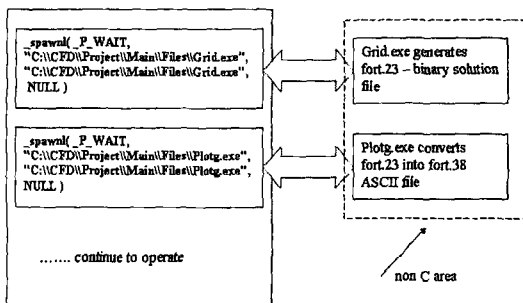 _spawnl( _P_WAIT,
"C:\\CFD\\Project\\Main\\Files\\Grid.exe",
"C:\\CFD\\Project\\Main\\Files\\Grid.exe",
NULL )
Grid.exe generates
fort.23 – binary solution
file
_spawnl( _P_WAIT,
"C:\\CFD\\Project\\Main\\Files\\Plotg.exe",
"C:\\CFD\\Project\\Main\\Files\\Plotg.exe",
NULL )
Plotg.exe converts
fort.23 into fort.38
ASCII file
....... continue to operate
non C area